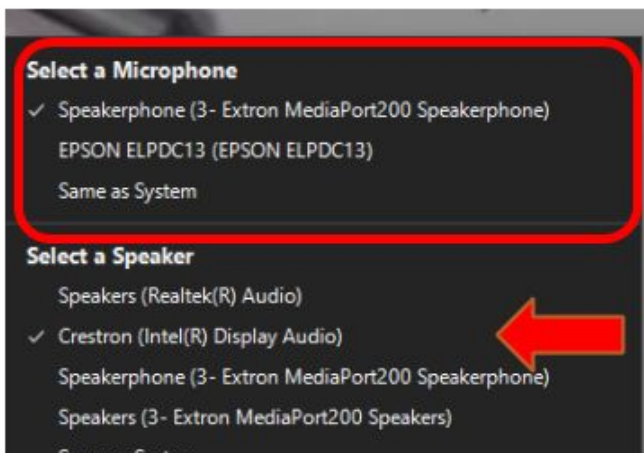 Select a Microphone
✓ Speakerphone (3- Extron MediaPort200 Speakerphone)
EPSON ELPDC13 (EPSON ELPDC13)
Same as System
Select a Speaker
Speakers (Realtek(R) Audio)
✓ Crestron (Intel(R) Display Audio)
Speakerphone (3- Extron MediaPort200 Speakerphone)
Speakers (3- Extron MediaPort200 Speakers)